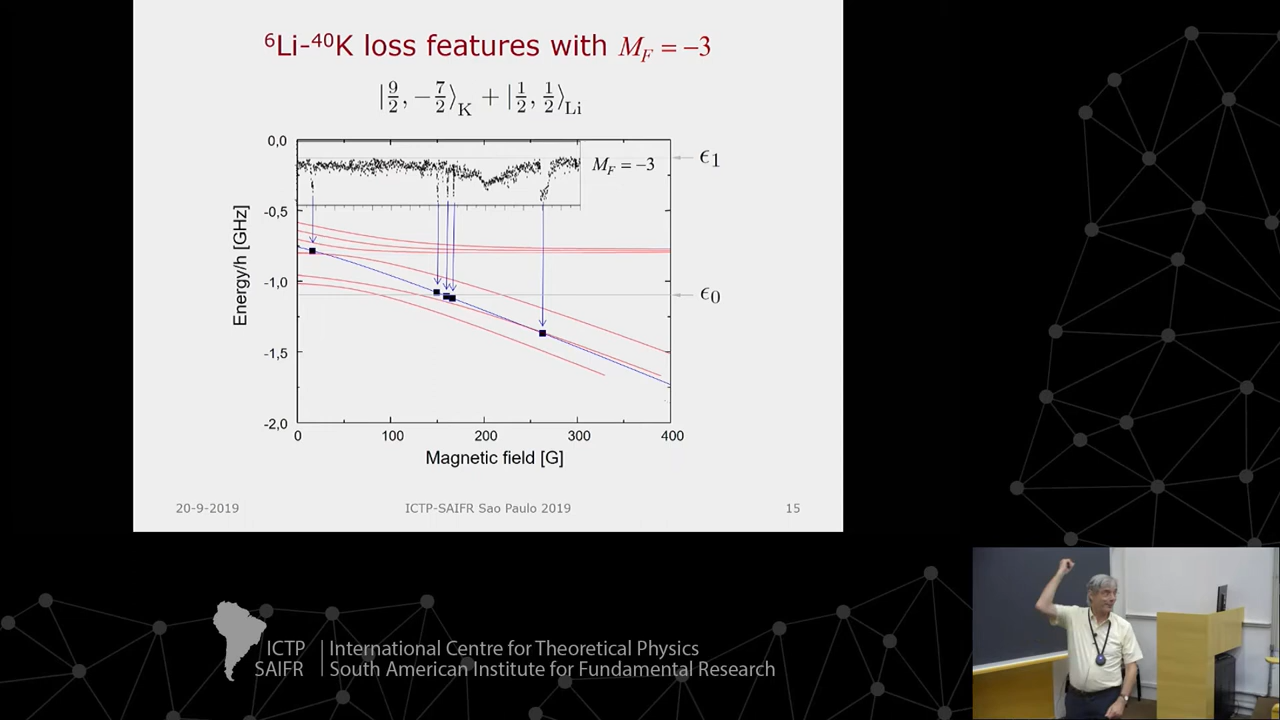 ⁶Li-⁴⁰K loss features with M_F = −3
|9/2, −7/2⟩_K + |1/2, 1/2⟩_Li
0,0
M_F = −3
ϵ₁
-0,5
-1,0
ϵ₀
-1,5
-2,0
Energy/h [GHz]
0 100 200 300 400
Magnetic field [G]
20-9-2019 ICTP-SAIFR Sao Paulo 2019 15
ICTP International Centre for Theoretical Physics
SAIFR South American Institute for Fundamental Research